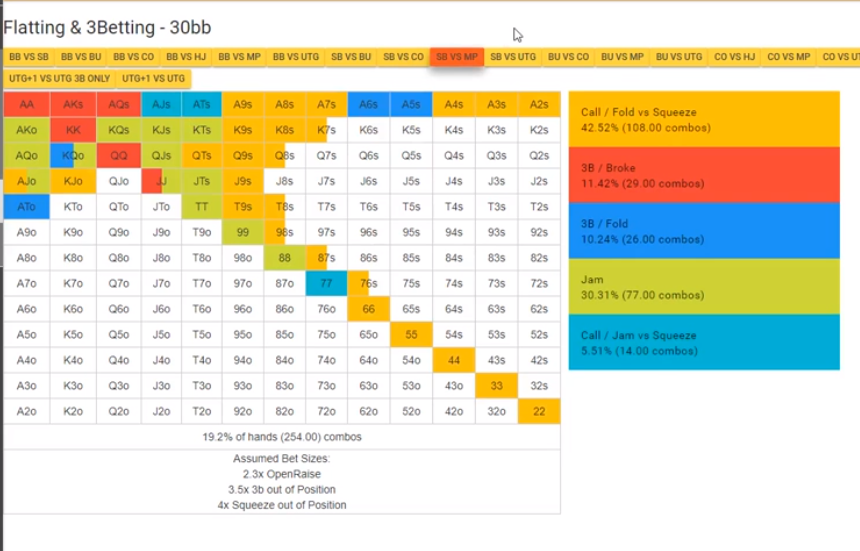 Flatting & 3Betting - 30bb
BB VS SB BB VS BU BB VS CO BB VS HJ BB VS MP BB VS UTG SB VS BU SB VS CO SB VS MP SB VS UTG BU VS CO BU VS MP BU VS UTG CO VS HJ CO VS MP CO VS UT
UTG+1 VS UTG 3B ONLY UTG+1 VS UTG
AA AKs AQs AJs ATs A9s A8s A7s A6s A5s A4s A3s A2s
AKo KK KQs KJs KTs K9s K8s K7s K6s K5s K4s K3s K2s
AQo KQo QQ QJs QTs Q9s Q8s Q7s Q6s Q5s Q4s Q3s Q2s
AJo KJo QJo JJ JTs J9s J8s J7s J6s J5s J4s J3s J2s
ATo KTo QTo JTo TT T9s T8s T7s T6s T5s T4s T3s T2s
A9o K9o Q9o J9o T9o 99 98s 97s 96s 95s 94s 93s 92s
A8o K8o Q8o J8o T8o 98o 88 87s 86s 85s 84s 83s 82s
A7o K7o Q7o J7o T7o 97o 87o 77 76s 75s 74s 73s 72s
A6o K6o Q6o J6o T6o 96o 86o 76o 66 65s 64s 63s 62s
A5o K5o Q5o J5o T5o 95o 85o 75o 65o 55 54s 53s 52s
A4o K4o Q4o J4o T4o 94o 84o 74o 64o 54o 44 43s 42s
A3o K3o Q3o J3o T3o 93o 83o 73o 63o 53o 43o 33 32s
A2o K2o Q2o J2o T2o 92o 82o 72o 62o 52o 42o 32o 22
19.2% of hands (254.00) combos
Assumed Bet Sizes:
2.3x OpenRaise
3.5x 3b out of Position
4x Squeeze out of Position
Call / Fold vs Squeeze
42.52% (108.00 combos)
3B / Broke
11.42% (29.00 combos)
3B / Fold
10.24% (26.00 combos)
Jam
30.31% (77.00 combos)
Call / Jam vs Squeeze
5.51% (14.00 combos)